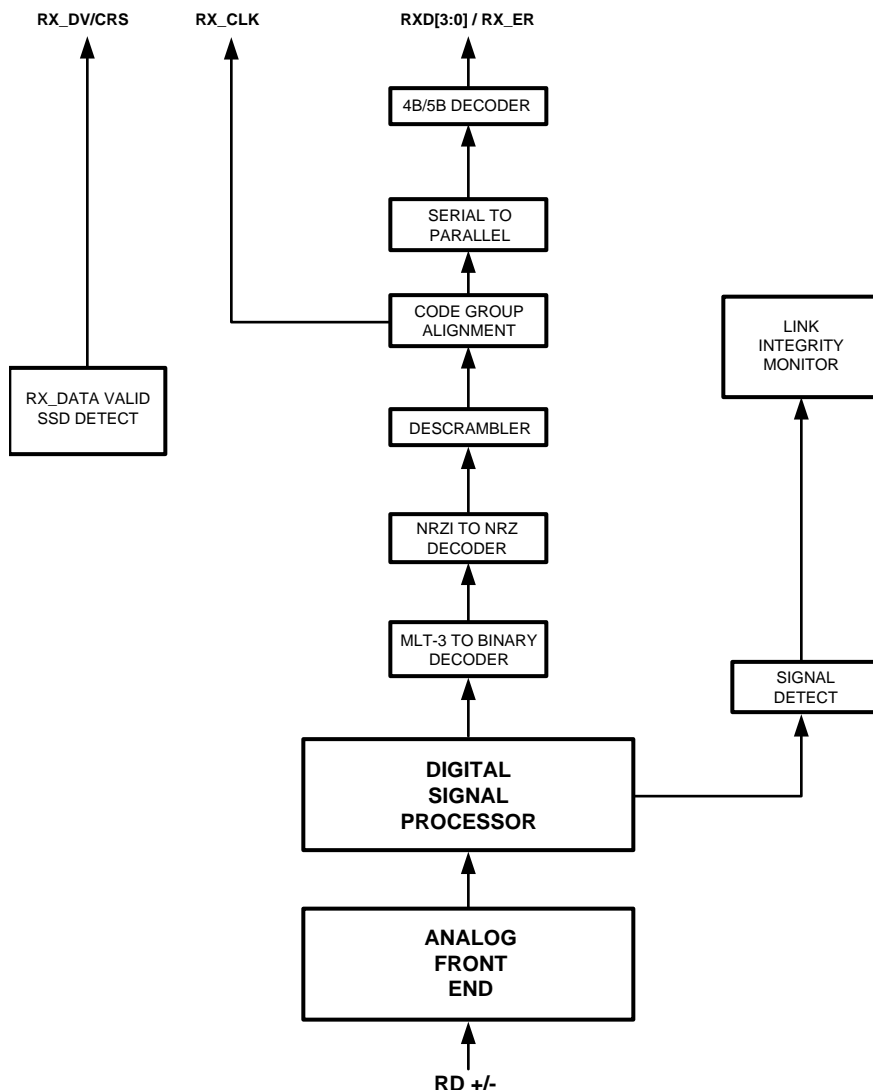 RX_DV/CRS
RX_CLK
RXD[3:0] / RX_ER
4B/5B DECODER
SERIAL TO
PARALLEL
CODE GROUP
ALIGNMENT
LINK
INTEGRITY
MONITOR
RX_DATA VALID
SSD DETECT
DESCRAMBLER
NRZI TO NRZ
DECODER
MLT-3 TO BINARY
DECODER
SIGNAL
DETECT
DIGITAL
SIGNAL
PROCESSOR
ANALOG
FRONT
END
RD +/-